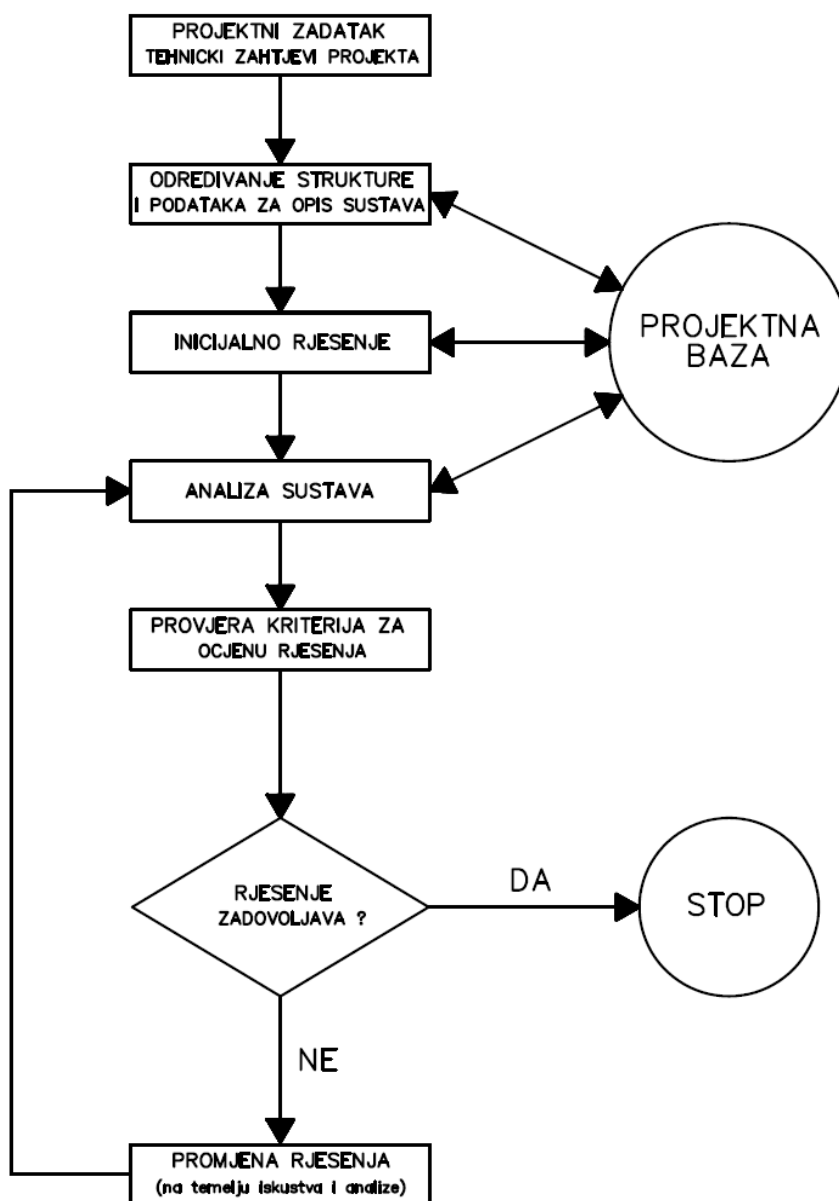 PROJEKTNI ZADATAK
TEHNICKI ZAHTJEVI PROJEKTA
ODREDIVANJE STRUKTURE
I PODATAKA ZA OPIS SUSTAVA
PROJEKTNA
BAZA
INICIJALNO RJESENJE
ANALIZA SUSTAVA
PROVJERA KRITERIJA ZA
OCJENU RJESENJA
RJESENJE
ZADOVOLJAVA ?
DA
STOP
NE
PROMJENA RJESENJA
(na temelju iskustva i analize)